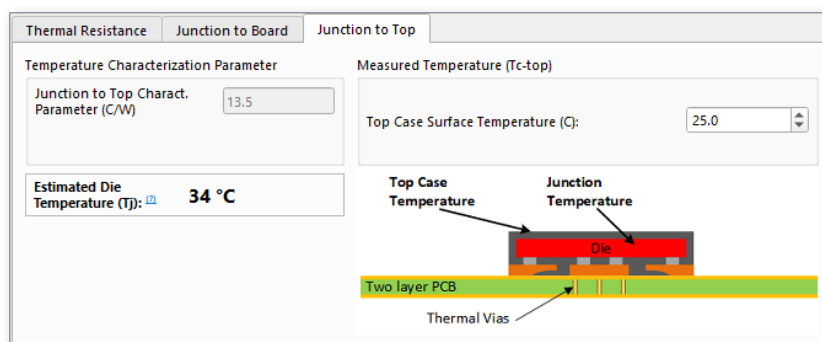 Thermal Resistance
Junction to Board
Junction to Top
Temperature Characterization Parameter
Junction to Top Charact.
Parameter (C/W)
13.5
Measured Temperature (Tc-top)
Top Case Surface Temperature (C):
25.0
Estimated Die
Temperature (Tj): [?]
34 °C
Top Case
Temperature
Junction
Temperature
Die
Two layer PCB
Thermal Vias